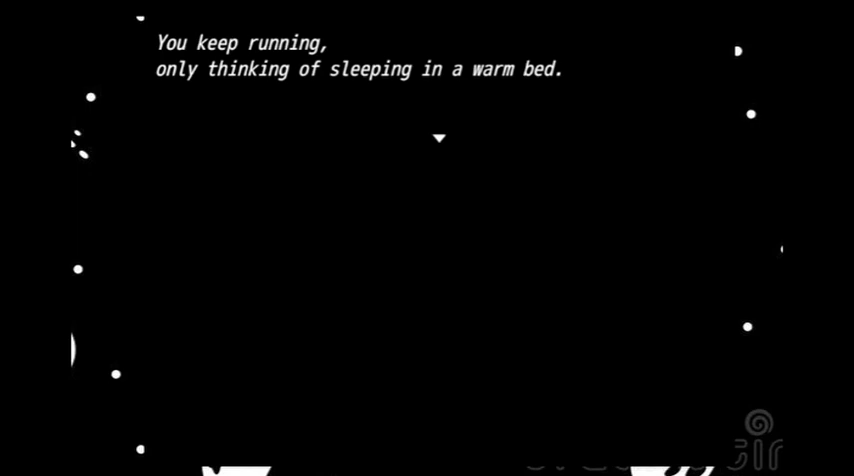 You keep running,
only thinking of sleeping in a warm bed.